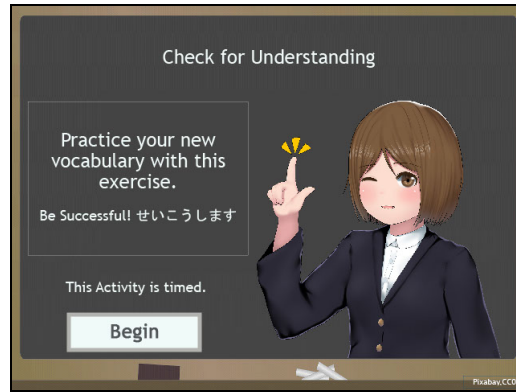 Check for Understanding
Practice your new
vocabulary with this
exercise.
Be Successful! せいこうします
This Activity is timed.
Begin
Pixabay,CC0